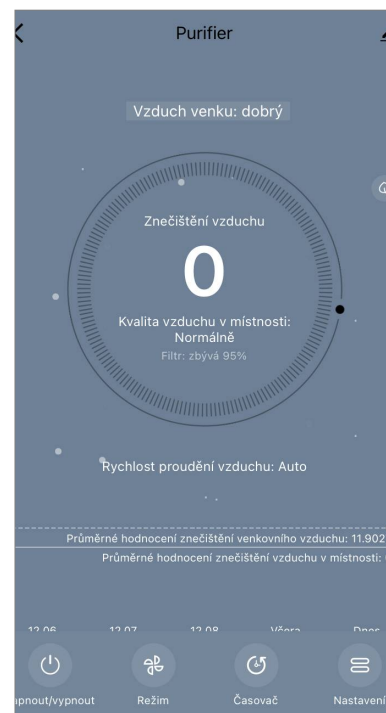 Purifier
Vzduch venku: dobrý
Znečištění vzduchu
0
Kvalita vzduchu v místnosti:
Normálně
Filtr: zbývá 95%
Rychlost proudění vzduchu: Auto
Průměrné hodnocení znečištění venkovního vzduchu: 11.902
Průměrné hodnocení znečištění vzduchu v místnosti:
12.06 12.07 12.08 Včera Dnes
apnout/vypnout Režim Časovač Nastavení